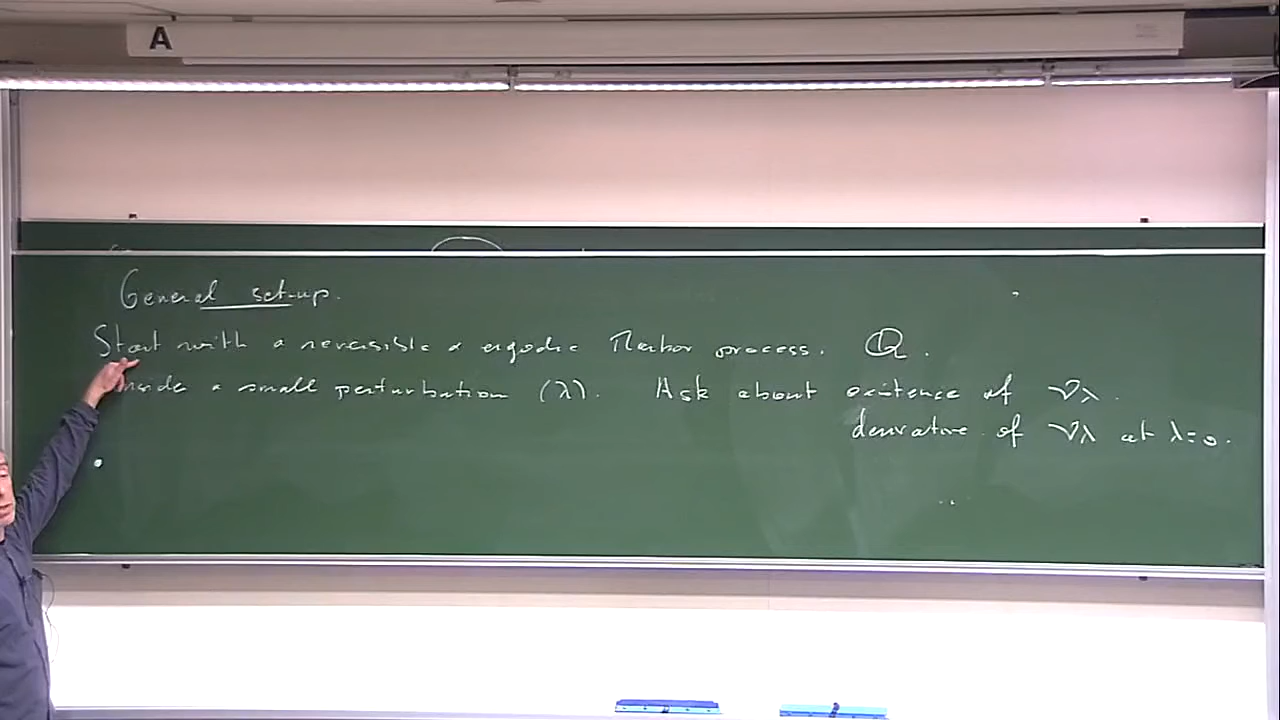 A
General set-up.
Start with a reversible & ergodic Markov process. Q.
made a small perturbation (λ). Ask about existence of νλ.
derivative of νλ at λ=0.